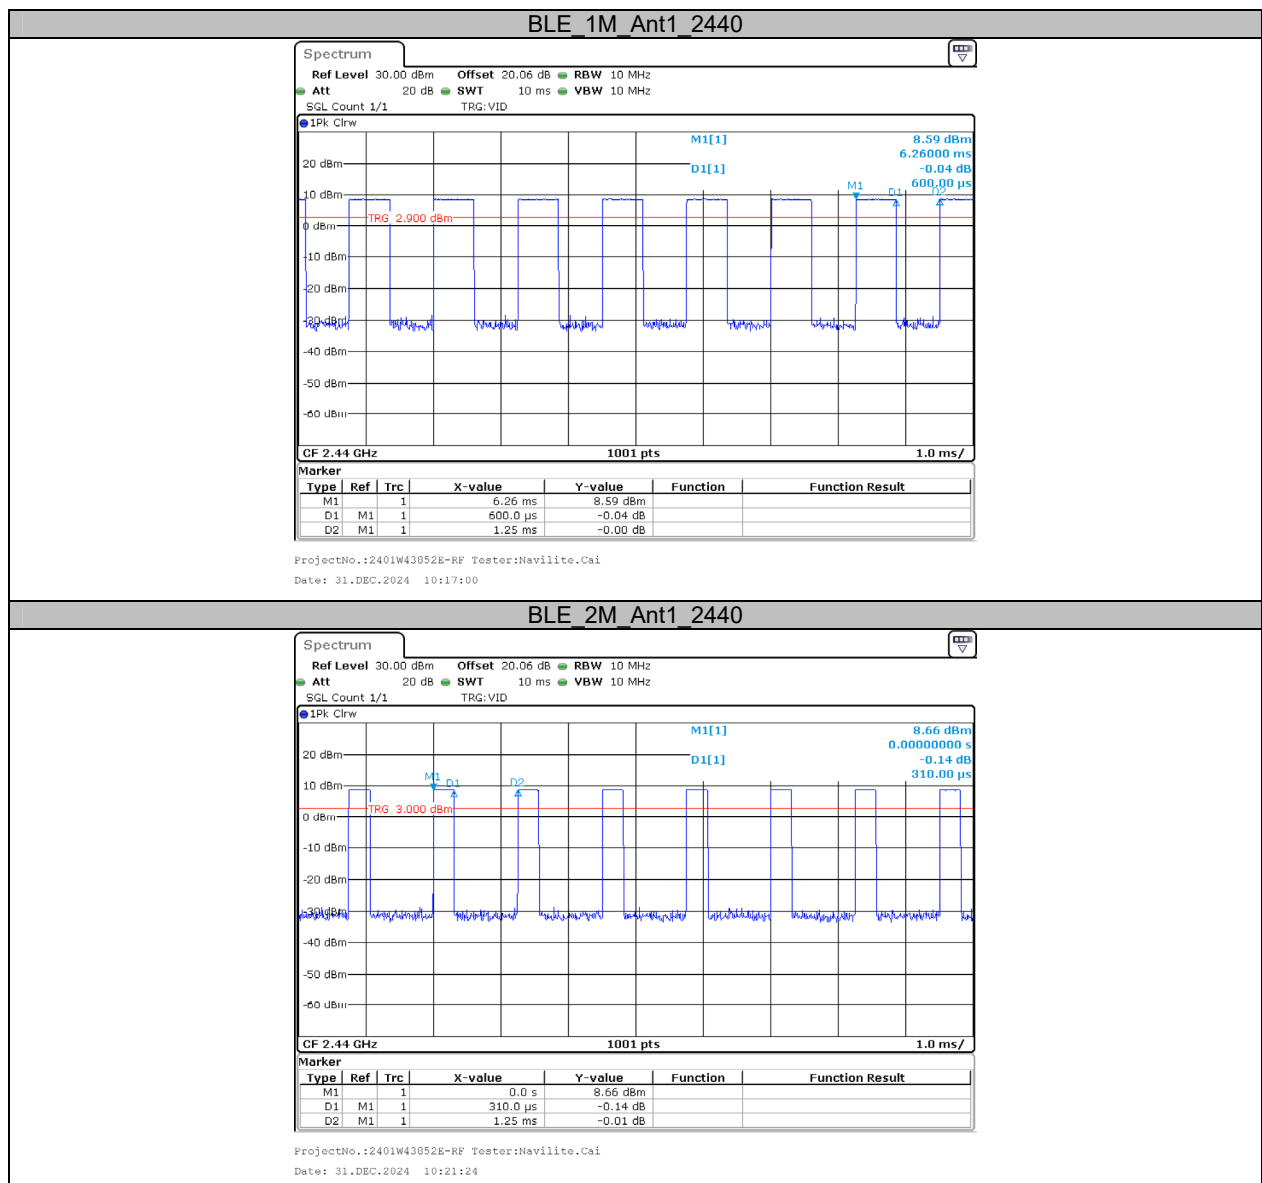 BLE_1M_Ant1_2440
Spectrum
Ref Level 30.00 dBm Offset 20.06 dB RBW 10 MHz
Att 20 dB SWT 10 ms VBW 10 MHz
SGL Count 1/1 TRG:VID
1Pk Clrw
M1[1] 8.59 dBm
6.26000 ms
D1[1] -0.04 dB
600.00 µs
M1 D1 D2
20 dBm
10 dBm
TRG 2.900 dBm
0 dBm
-10 dBm
-20 dBm
-30 dBm
-40 dBm
-50 dBm
-60 dBm
CF 2.44 GHz 1001 pts 1.0 ms/
Marker
Type Ref Trc X-value Y-value Function Function Result
M1 1 6.26 ms 8.59 dBm
D1 M1 1 600.0 µs -0.04 dB
D2 M1 1 1.25 ms -0.00 dB
ProjectNo.:2401W43852E-RF Tester:Navilite.Cai
Date: 31.DEC.2024 10:17:00
BLE_2M_Ant1_2440
Spectrum
Ref Level 30.00 dBm Offset 20.06 dB RBW 10 MHz
Att 20 dB SWT 10 ms VBW 10 MHz
SGL Count 1/1 TRG:VID
1Pk Clrw
M1[1] 8.66 dBm
0.00000000 s
D1[1] -0.14 dB
310.00 µs
M1 D1 D2
20 dBm
10 dBm
TRG 3.000 dBm
0 dBm
-10 dBm
-20 dBm
-30 dBm
-40 dBm
-50 dBm
-60 dBm
CF 2.44 GHz 1001 pts 1.0 ms/
Marker
Type Ref Trc X-value Y-value Function Function Result
M1 1 0.0 s 8.66 dBm
D1 M1 1 310.0 µs -0.14 dB
D2 M1 1 1.25 ms -0.01 dB
ProjectNo.:2401W43852E-RF Tester:Navilite.Cai
Date: 31.DEC.2024 10:21:24